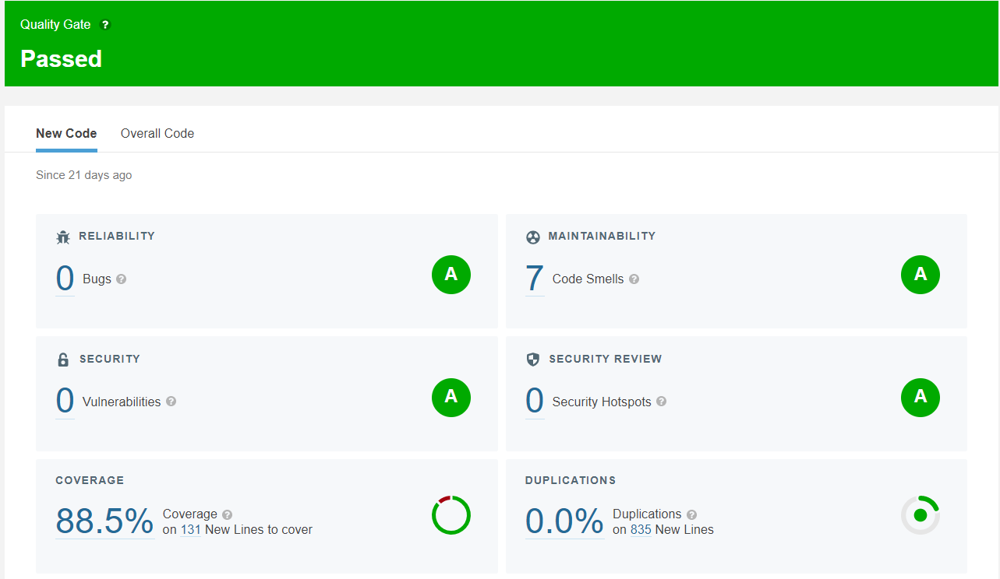 Quality Gate ?
Passed
New Code Overall Code
Since 21 days ago
RELIABILITY
0 Bugs ?
A
MAINTAINABILITY
7 Code Smells ?
A
SECURITY
0 Vulnerabilities ?
A
SECURITY REVIEW
0 Security Hotspots ?
A
COVERAGE
88.5% Coverage ?
on 131 New Lines to cover
DUPLICATIONS
0.0% Duplications ?
on 835 New Lines